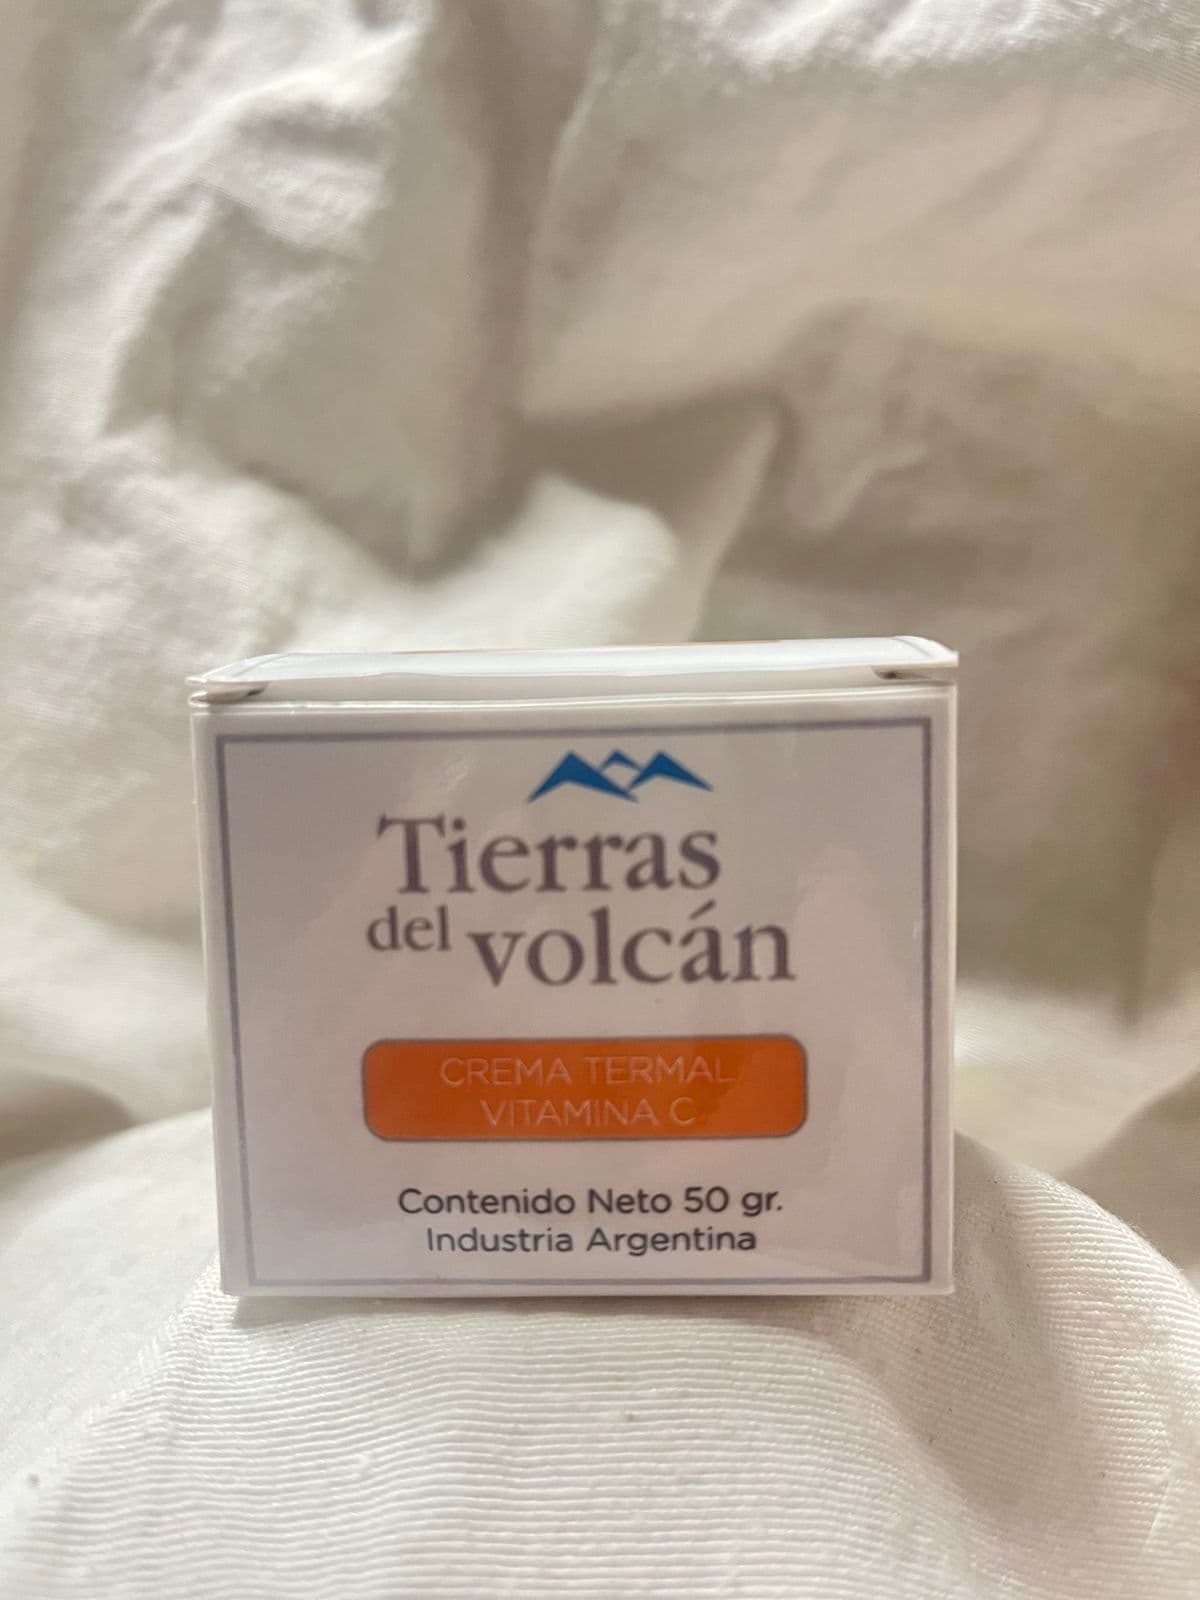 Tierras
del volcán
CREMA TERMAL
VITAMINA C
Contenido Neto 50 gr.
Industria Argentina